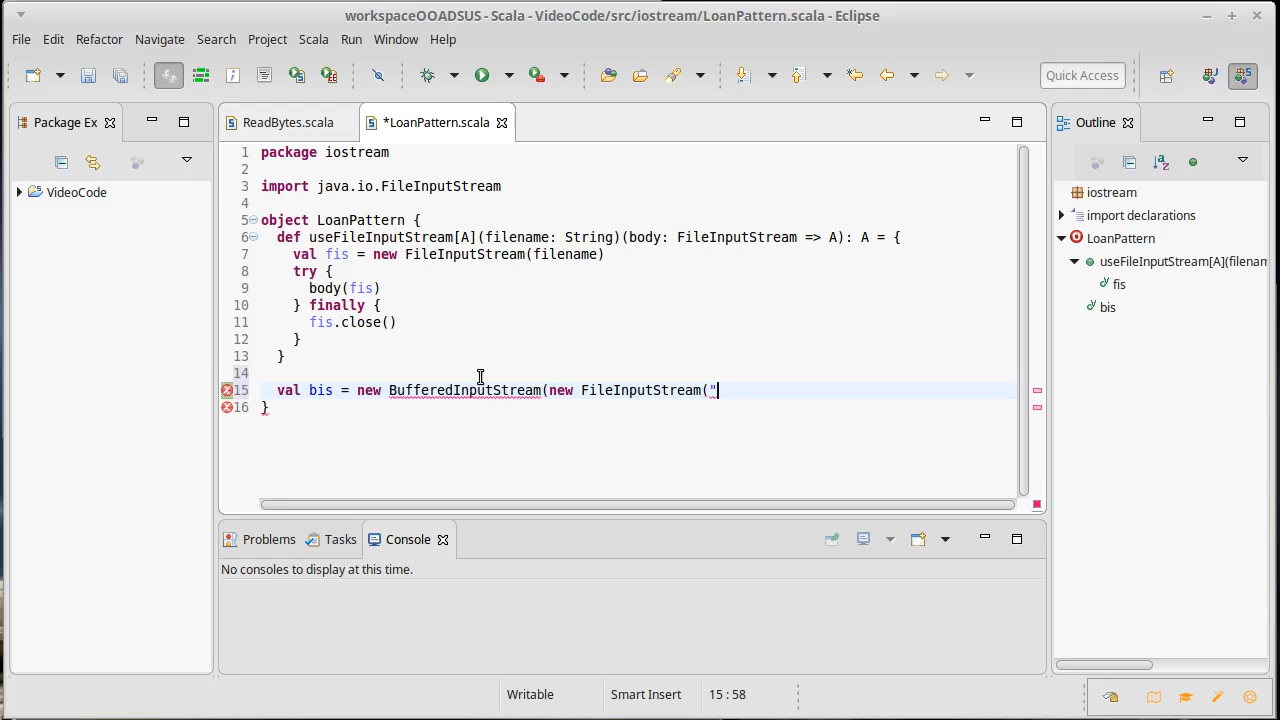 workspaceOOADSUS - Scala - VideoCode/src/iostream/LoanPattern.scala - Eclipse
File Edit Refactor Navigate Search Project Scala Run Window Help
Quick Access
Package Ex
ReadBytes.scala
*LoanPattern.scala
Outline
VideoCode
1 package iostream
2
3 import java.io.FileInputStream
4
5 object LoanPattern {
6 def useFileInputStream[A](filename: String)(body: FileInputStream => A): A = {
7 val fis = new FileInputStream(filename)
8 try {
9 body(fis)
10 } finally {
11 fis.close()
12 }
13 }
14
15 val bis = new BufferedInputStream(new FileInputStream("
16 }
iostream
import declarations
LoanPattern
useFileInputStream[A](filenam
fis
bis
Problems Tasks Console
No consoles to display at this time.
Writable Smart Insert 15 : 58